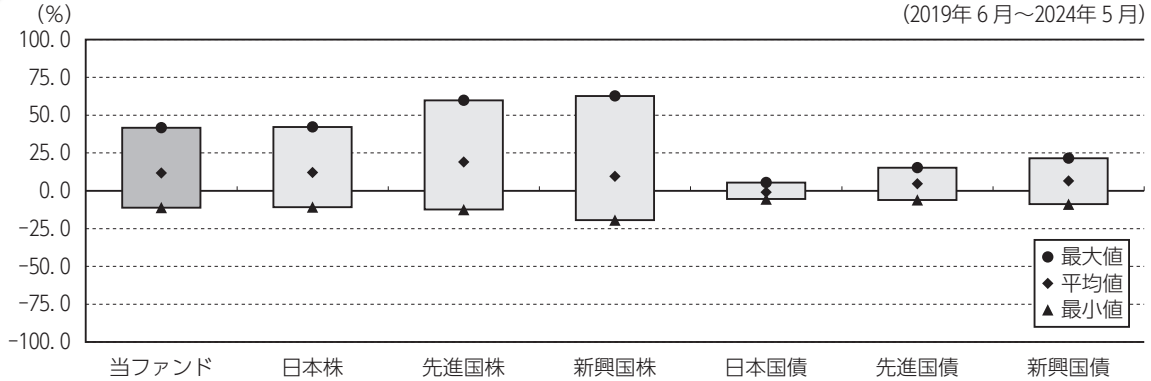 (%)
(2019年6月～2024年5月)
100.0
75.0
50.0
25.0
0.0
-25.0
-50.0
-75.0
-100.0
最大値
平均値
最小値
当ファンド 日本株 先進国株 新興国株 日本国債 先進国債 新興国債